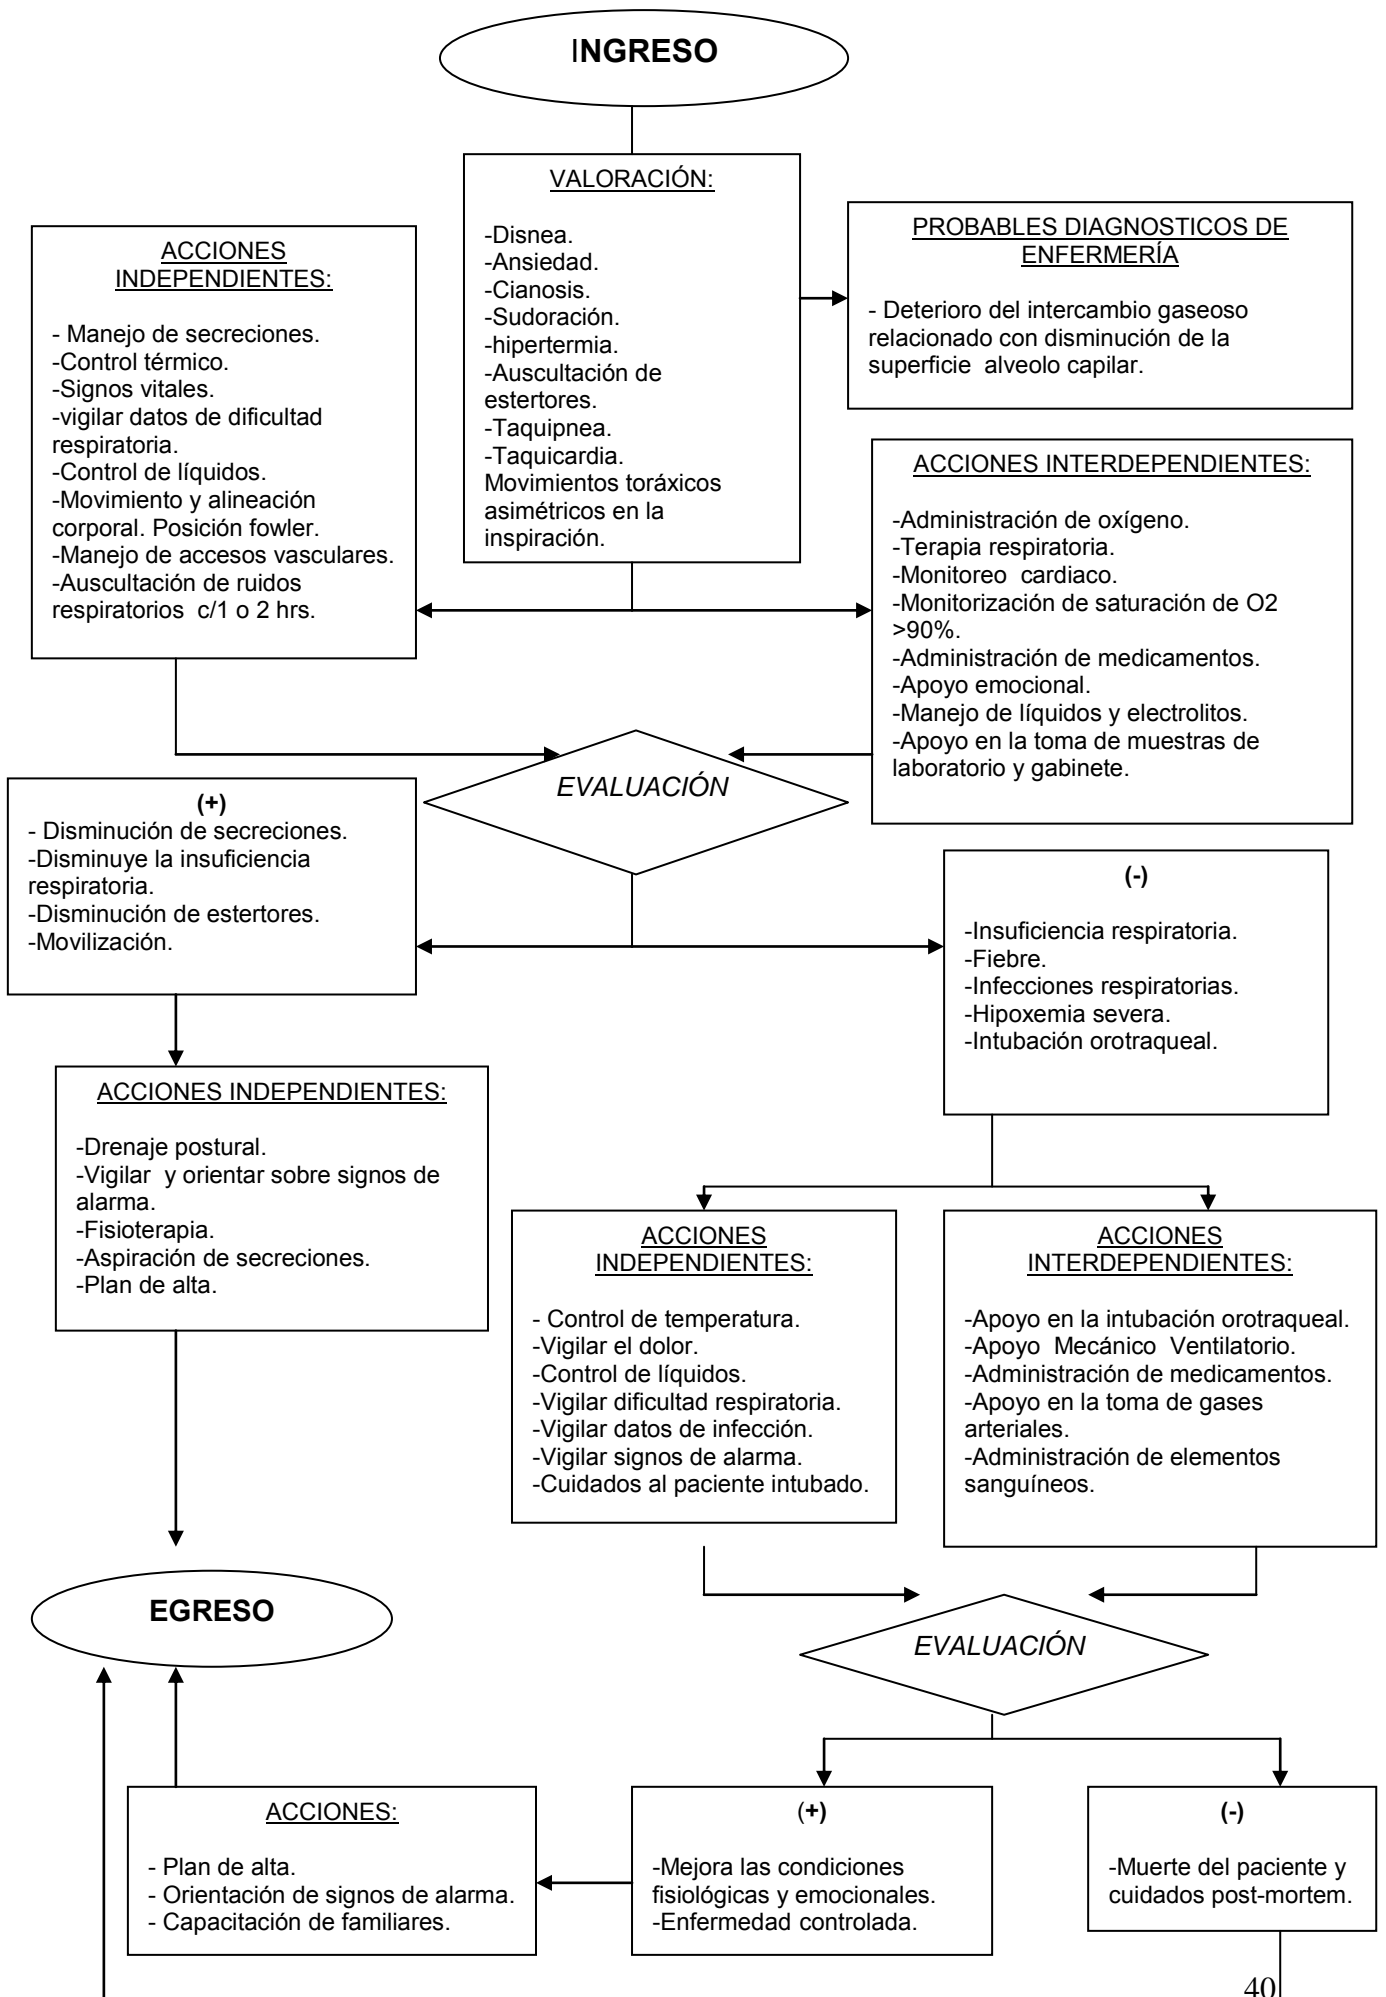 INGRESO
VALORACIÓN:
-Disnea.
-Ansiedad.
-Cianosis.
-Sudoración.
-hipertermia.
-Auscultación de
estertores.
-Taquipnea.
-Taquicardia.
Movimientos toráxicos
asimétricos en la
inspiración.
PROBABLES DIAGNOSTICOS DE
ENFERMERÍA
- Deterioro del intercambio gaseoso
relacionado con disminución de la
superficie alveolo capilar.
ACCIONES
INDEPENDIENTES:
- Manejo de secreciones.
-Control térmico.
-Signos vitales.
-vigilar datos de dificultad
respiratoria.
-Control de líquidos.
-Movimiento y alineación
corporal. Posición fowler.
-Manejo de accesos vasculares.
-Auscultación de ruidos
respiratorios c/1 o 2 hrs.
ACCIONES INTERDEPENDIENTES:
-Administración de oxígeno.
-Terapia respiratoria.
-Monitoreo cardiaco.
-Monitorización de saturación de O2
>90%.
-Administración de medicamentos.
-Apoyo emocional.
-Manejo de líquidos y electrolitos.
-Apoyo en la toma de muestras de
laboratorio y gabinete.
EVALUACIÓN
(+)
- Disminución de secreciones.
-Disminuye la insuficiencia
respiratoria.
-Disminución de estertores.
-Movilización.
(-)
-Insuficiencia respiratoria.
-Fiebre.
-Infecciones respiratorias.
-Hipoxemia severa.
-Intubación orotraqueal.
ACCIONES INDEPENDIENTES:
-Drenaje postural.
-Vigilar y orientar sobre signos de
alarma.
-Fisioterapia.
-Aspiración de secreciones.
-Plan de alta.
ACCIONES
INDEPENDIENTES:
- Control de temperatura.
-Vigilar el dolor.
-Control de líquidos.
-Vigilar dificultad respiratoria.
-Vigilar datos de infección.
-Vigilar signos de alarma.
-Cuidados al paciente intubado.
ACCIONES
INTERDEPENDIENTES:
-Apoyo en la intubación orotraqueal.
-Apoyo Mecánico Ventilatorio.
-Administración de medicamentos.
-Apoyo en la toma de gases
arteriales.
-Administración de elementos
sanguíneos.
EGRESO
EVALUACIÓN
ACCIONES:
- Plan de alta.
- Orientación de signos de alarma.
- Capacitación de familiares.
(+)
-Mejora las condiciones
fisiológicas y emocionales.
-Enfermedad controlada.
(-)
-Muerte del paciente y
cuidados post-mortem.
40